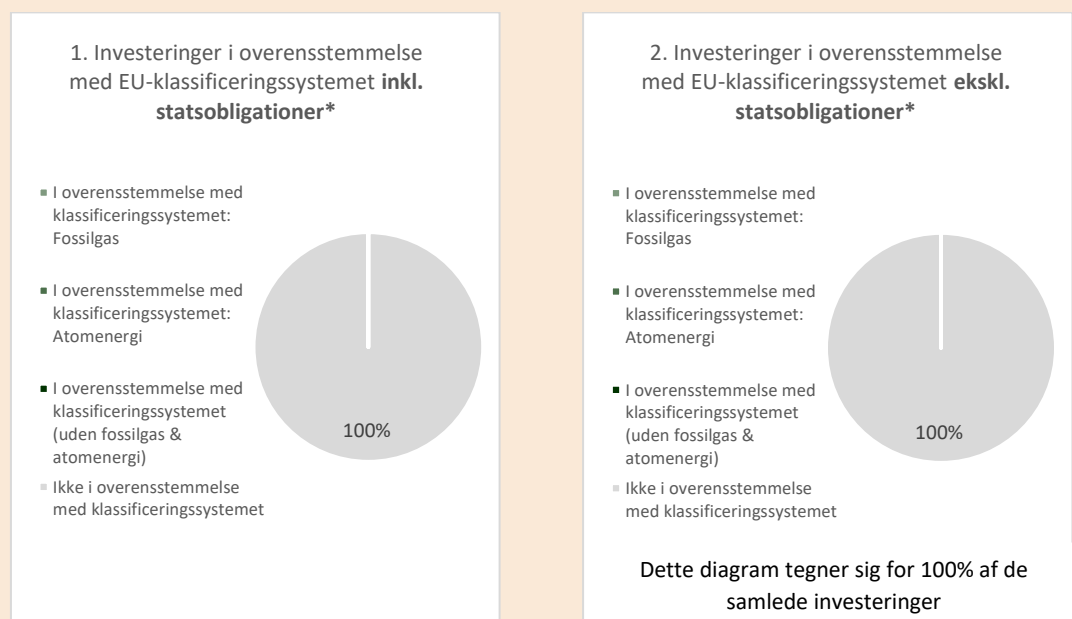 1. Investeringer i overensstemmelse
med EU-klassificeringssystemet inkl.
statsobligationer*
I overensstemmelse med
klassificeringssystemet:
Fossilgas
I overensstemmelse med
klassificeringssystemet:
Atomenergi
I overensstemmelse med
klassificeringssystemet
(uden fossilgas &
atomenergi)
Ikke i overensstemmelse
med klassificeringssystemet
100%
2. Investeringer i overensstemmelse
med EU-klassificeringssystemet ekskl.
statsobligationer*
I overensstemmelse med
klassificeringssystemet:
Fossilgas
I overensstemmelse med
klassificeringssystemet:
Atomenergi
I overensstemmelse med
klassificeringssystemet
(uden fossilgas &
atomenergi)
Ikke i overensstemmelse
med klassificeringssystemet
100%
Dette diagram tegner sig for 100% af de
samlede investeringer